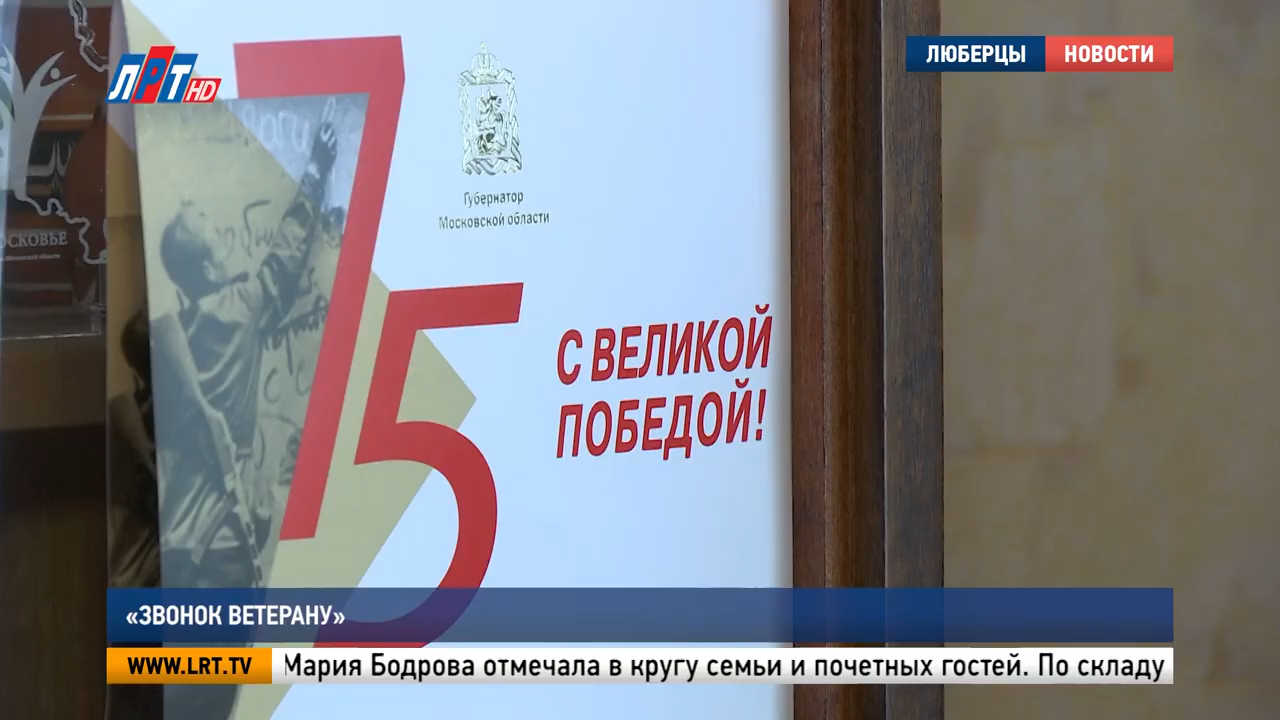 ЛРТ HD
ЛЮБЕРЦЫ НОВОСТИ
75
Губернатор
Московской области
С ВЕЛИКОЙ
ПОБЕДОЙ!
«ЗВОНОК ВЕТЕРАНУ»
WWW.LRT.TV Мария Бодрова отмечала в кругу семьи и почетных гостей. По складу